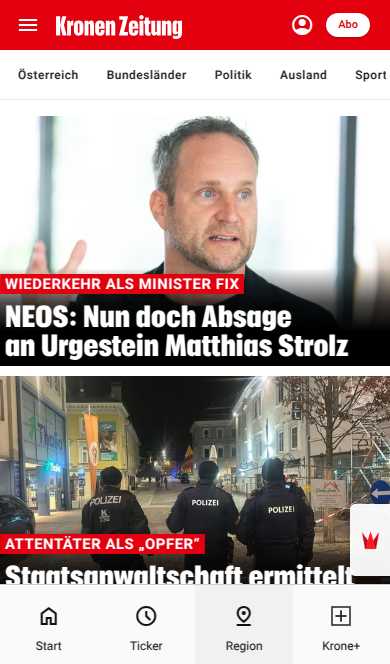 Kronen Zeitung
Abo
Österreich Bundesländer Politik Ausland Sport
WIEDERKEHR ALS MINISTER FIX
NEOS: Nun doch Absage
an Urgestein Matthias Strolz
POLIZEI POLIZEI POLIZEI
ATTENTÄTER ALS „OPFER“
Staatsanwaltschaft ermittelt
Start Ticker Region Krone+